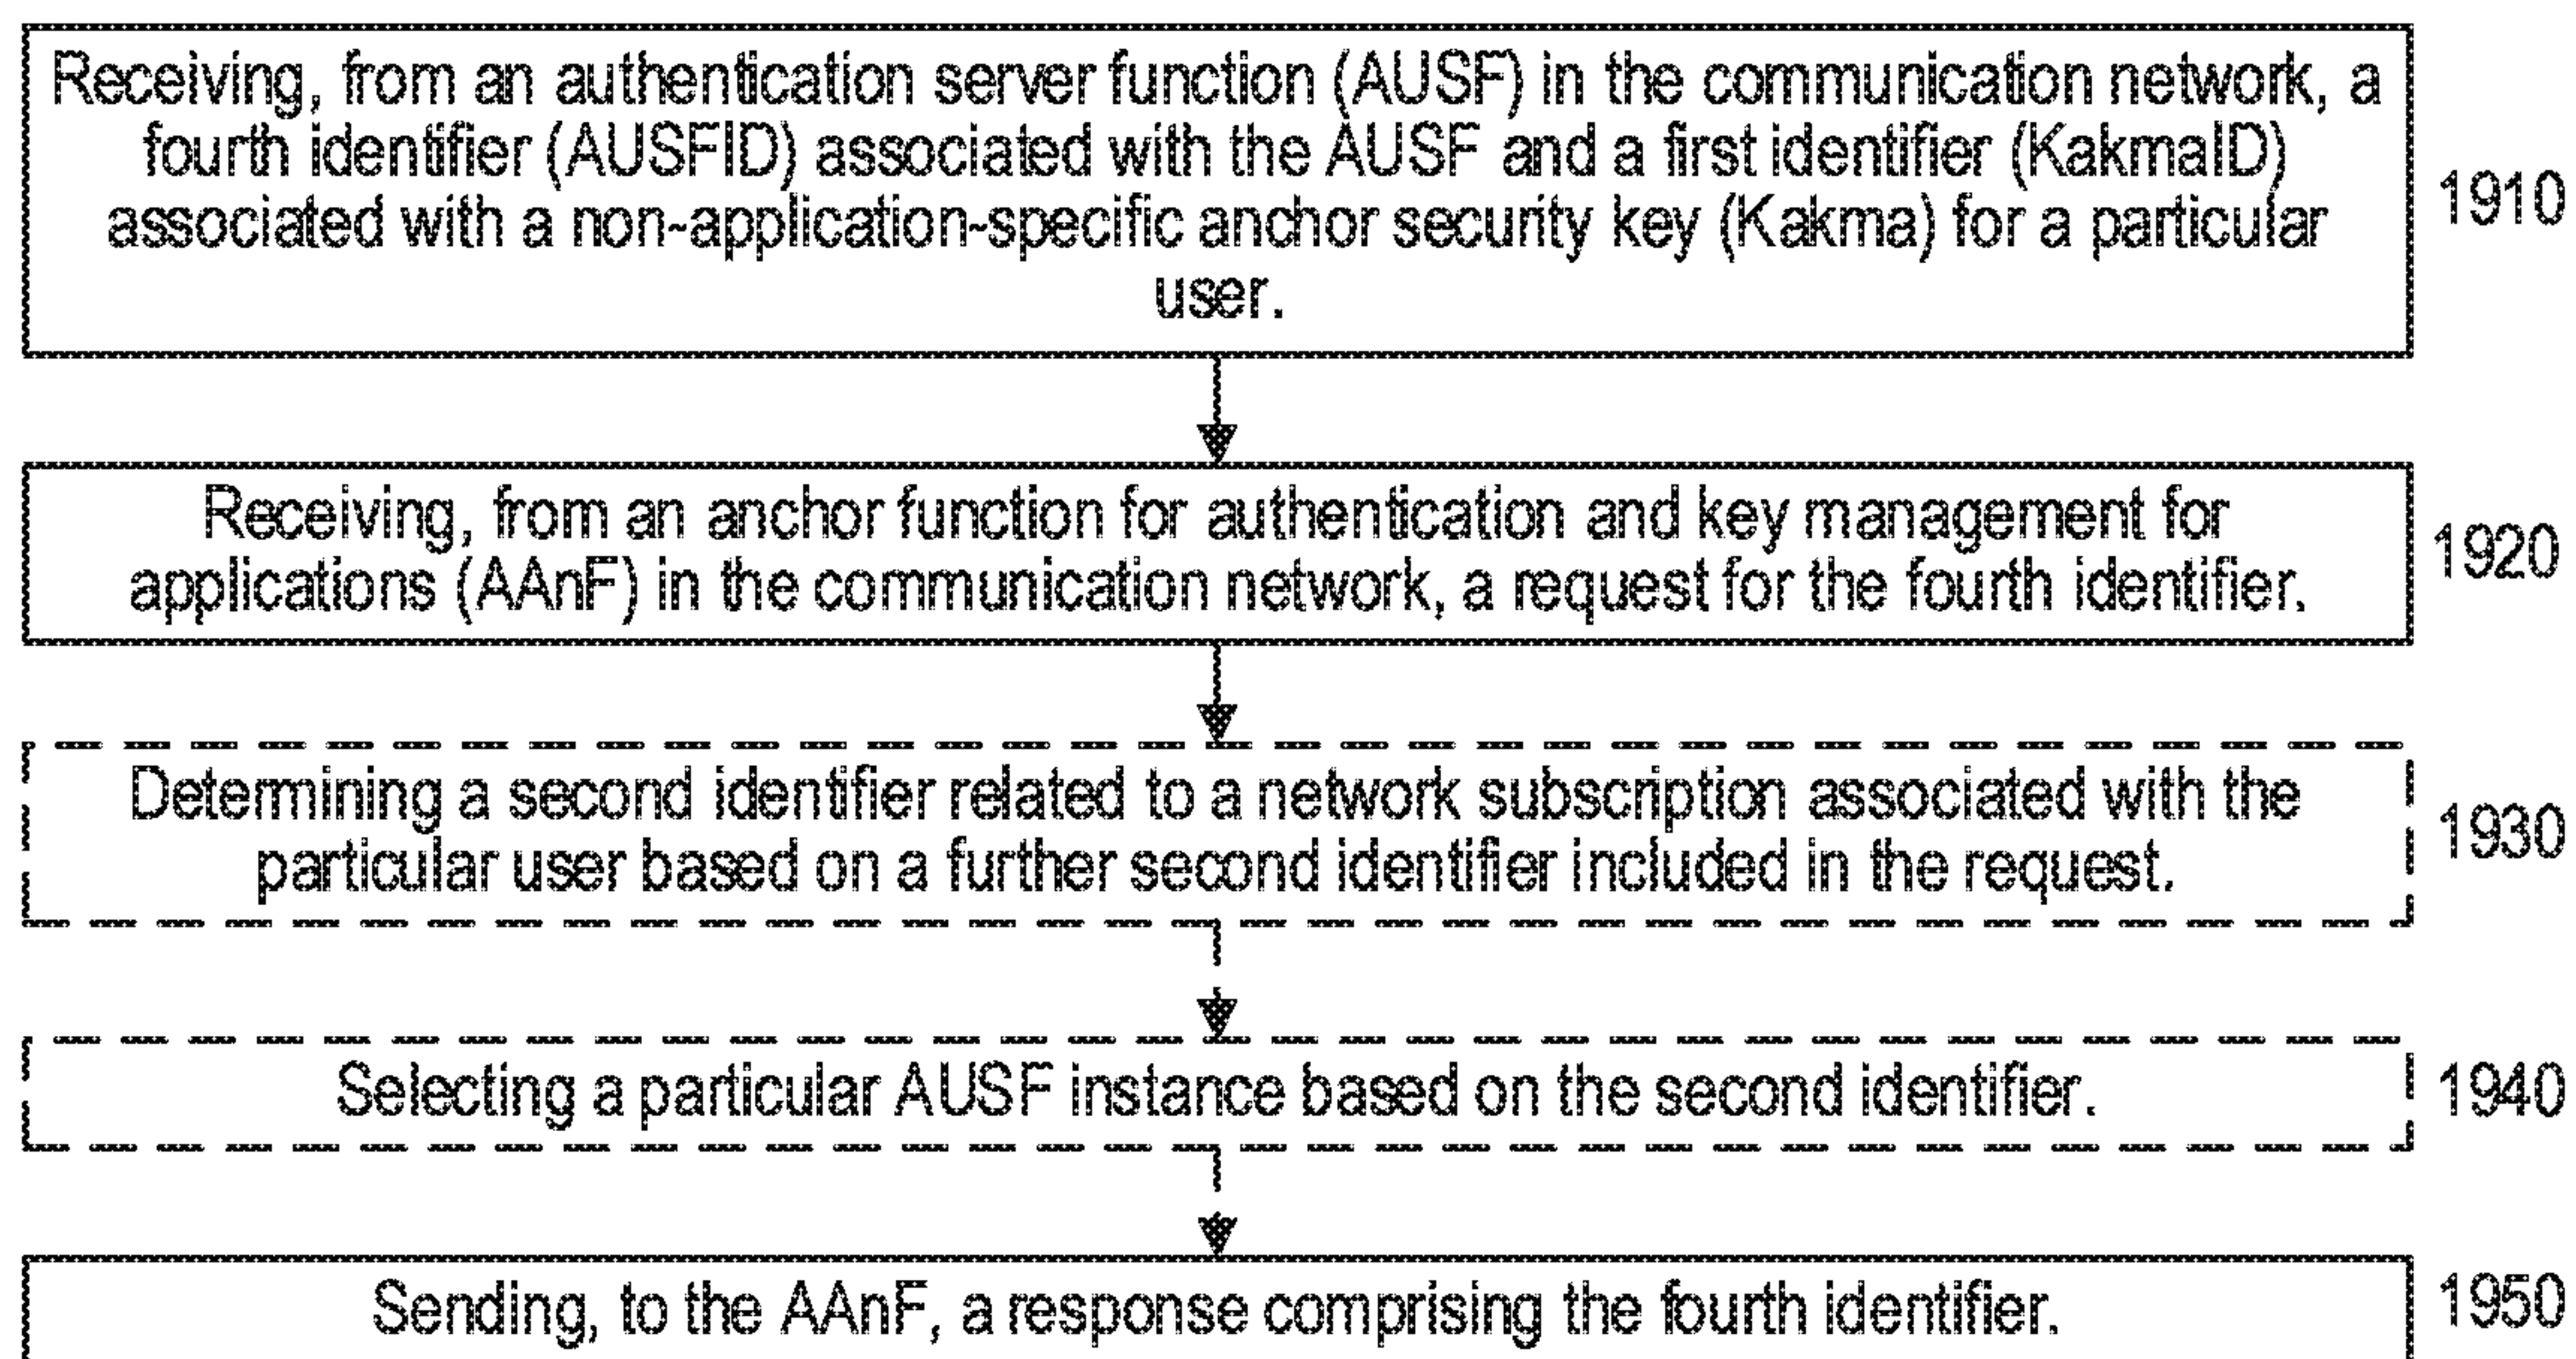 Receiving, from an authentication server function (AUSF) in the communication network, a
fourth identifier (AUSFID) associated with the AUSF and a first identifier (KakmaID)
associated with a non-application-specific anchor security key (Kakma) for a particular
user.
1910
Receiving, from an anchor function for authentication and key management for
applications (AAnF) in the communication network, a request for the fourth identifier.
1920
Determining a second identifier related to a network subscription associated with the
particular user based on a further second identifier included in the request.
1930
Selecting a particular AUSF instance based on the second identifier.
1940
Sending, to the AAnF, a response comprising the fourth identifier.
1950